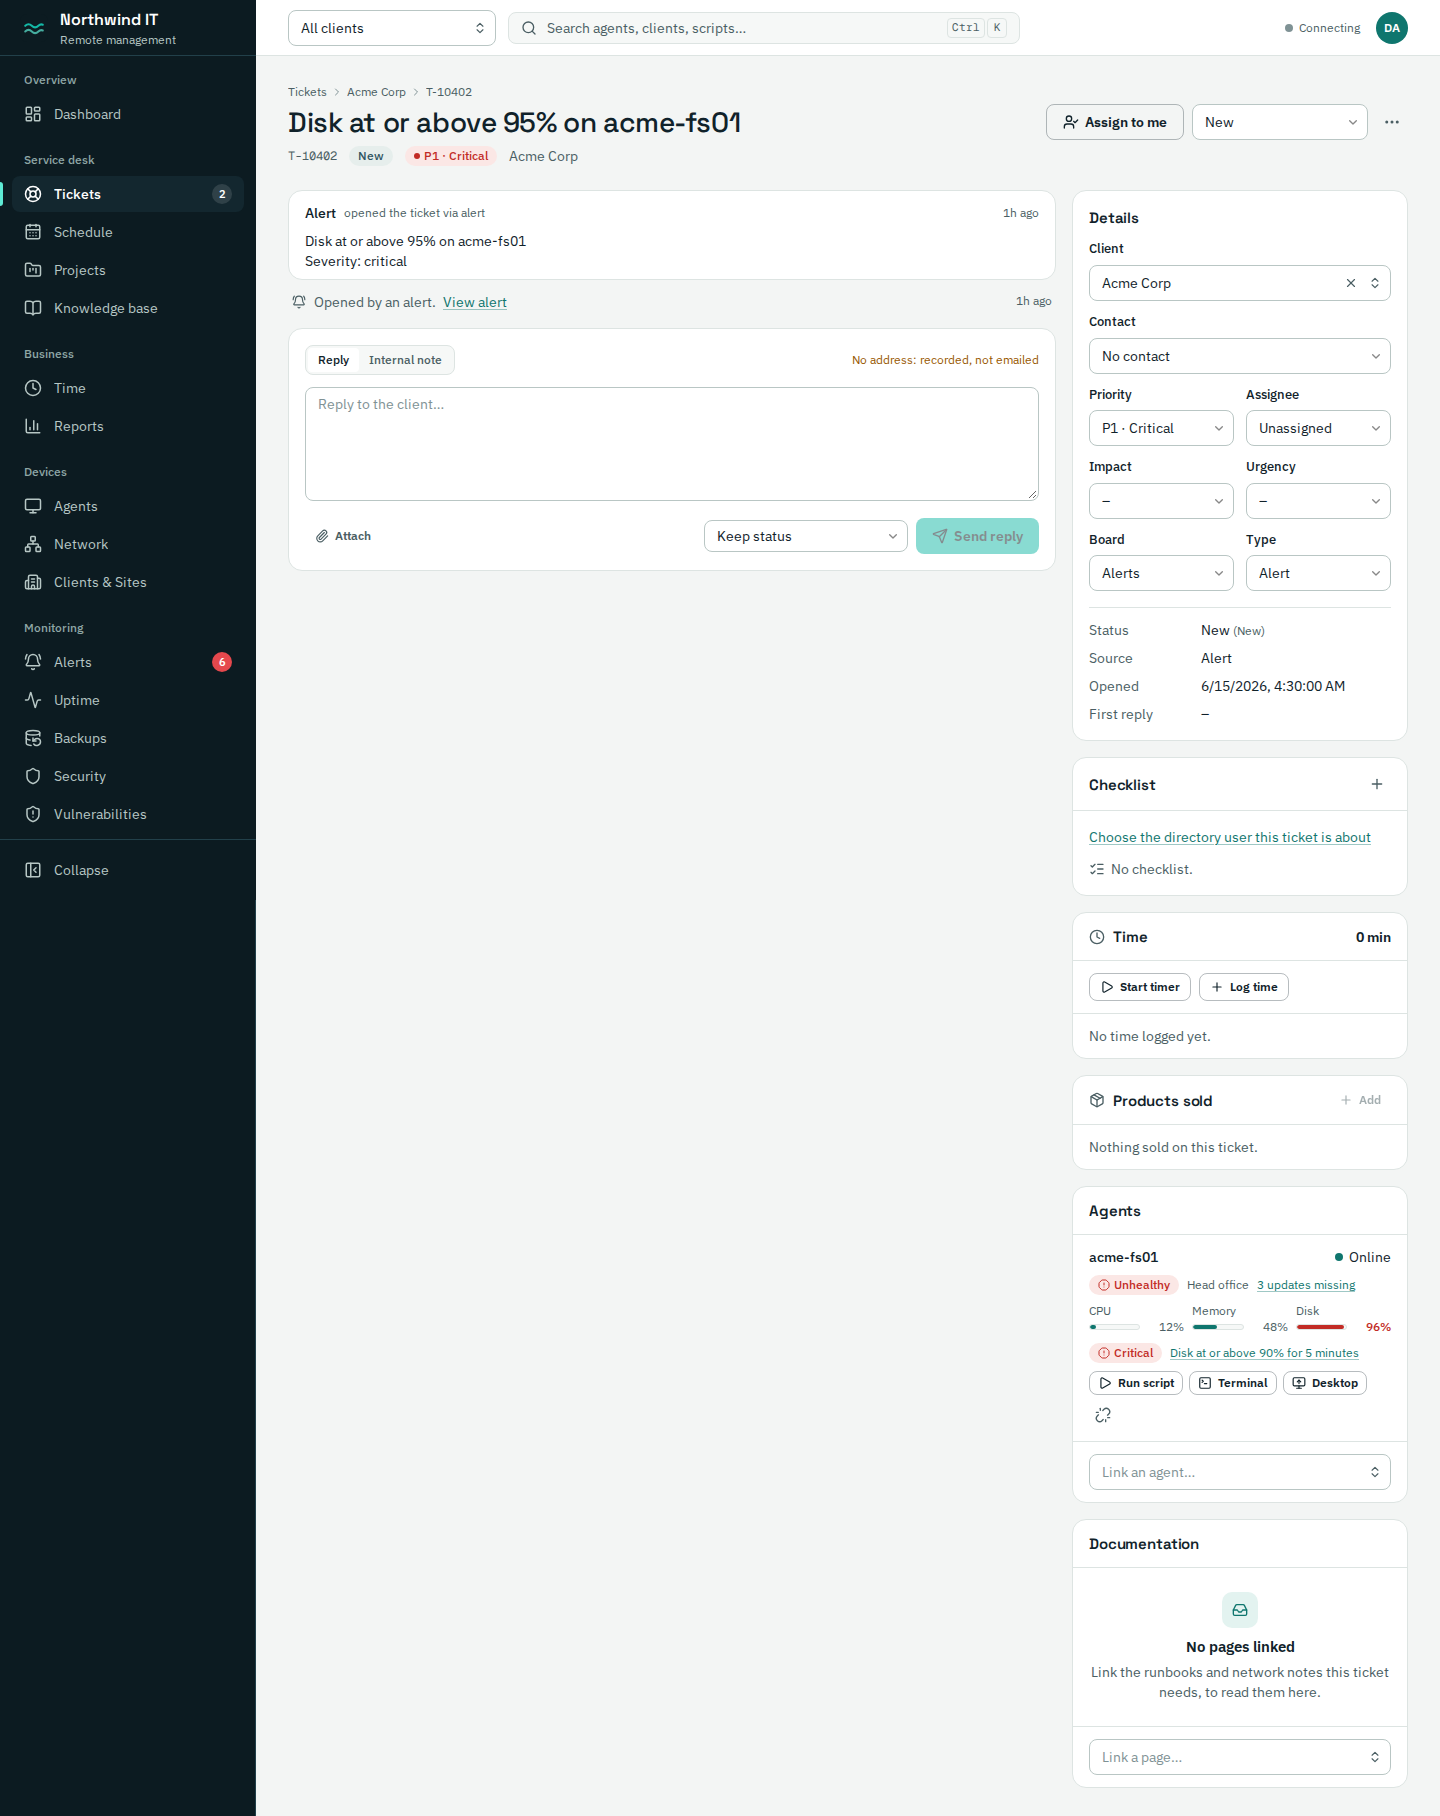 Northwind IT
Remote management
Overview
Dashboard
Service desk
Tickets 2
Schedule
Projects
Knowledge base
Business
Time
Reports
Devices
Agents
Network
Clients & Sites
Monitoring
Alerts 6
Uptime
Backups
Security
Vulnerabilities
Collapse
All clients
Search agents, clients, scripts... Ctrl K
Connecting DA
Tickets Acme Corp T-10402
Disk at or above 95% on acme-fs01
T-10402 New P1 · Critical Acme Corp
Assign to me New
Alert opened the ticket via alert 1h ago
Disk at or above 95% on acme-fs01
Severity: critical
Opened by an alert. View alert 1h ago
Reply Internal note No address: recorded, not emailed
Reply to the client...
Attach Keep status Send reply
Details
Client
Acme Corp
Contact
No contact
Priority Assignee
P1 · Critical Unassigned
Impact Urgency
– –
Board Type
Alerts Alert
Status New (New)
Source Alert
Opened 6/15/2026, 4:30:00 AM
First reply –
Checklist
Choose the directory user this ticket is about
No checklist.
Time 0 min
Start timer Log time
No time logged yet.
Products sold Add
Nothing sold on this ticket.
Agents
acme-fs01 Online
Unhealthy Head office 3 updates missing
CPU Memory Disk
12% 48% 96%
Critical Disk at or above 90% for 5 minutes
Run script Terminal Desktop
Link an agent...
Documentation
No pages linked
Link the runbooks and network notes this ticket
needs, to read them here.
Link a page...